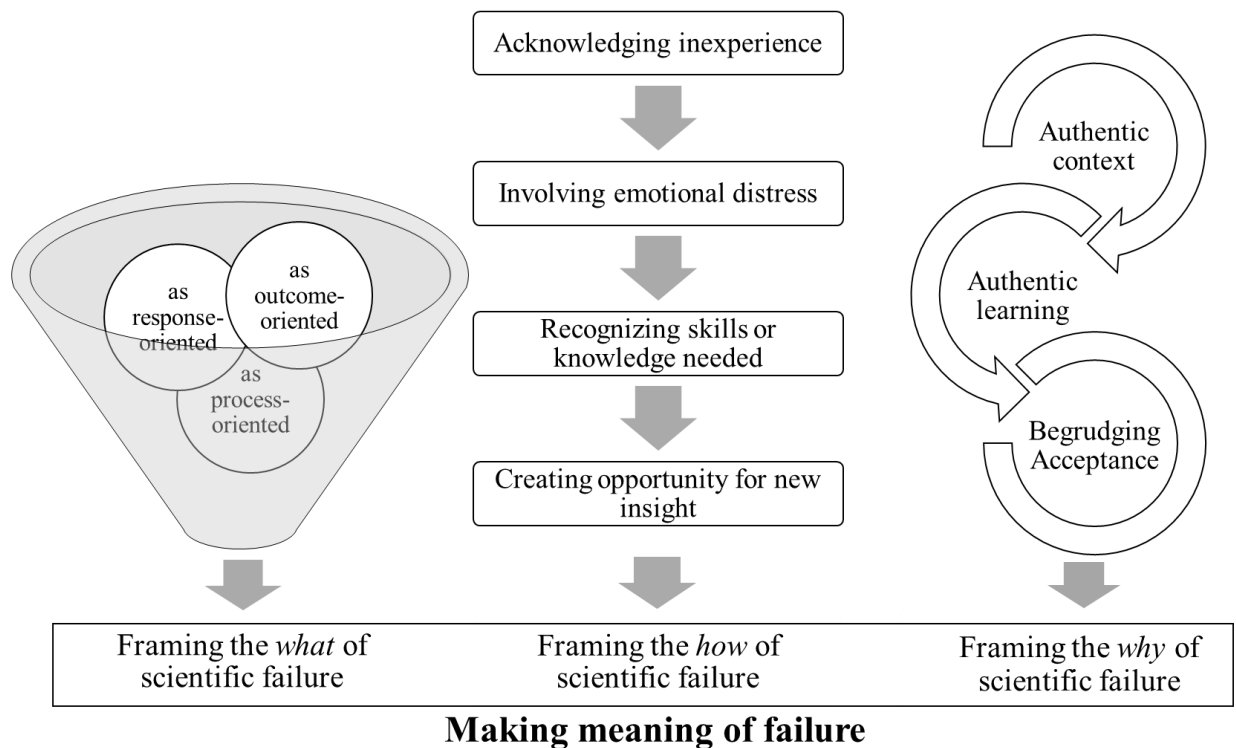 as
response-
oriented
as
outcome-
oriented
as
process-
oriented
Acknowledging inexperience
Involving emotional distress
Recognizing skills or
knowledge needed
Creating opportunity for new
insight
Authentic
context
Authentic
learning
Begrudging
Acceptance
Framing the what of
scientific failure
Framing the how of
scientific failure
Framing the why of
scientific failure
Making meaning of failure